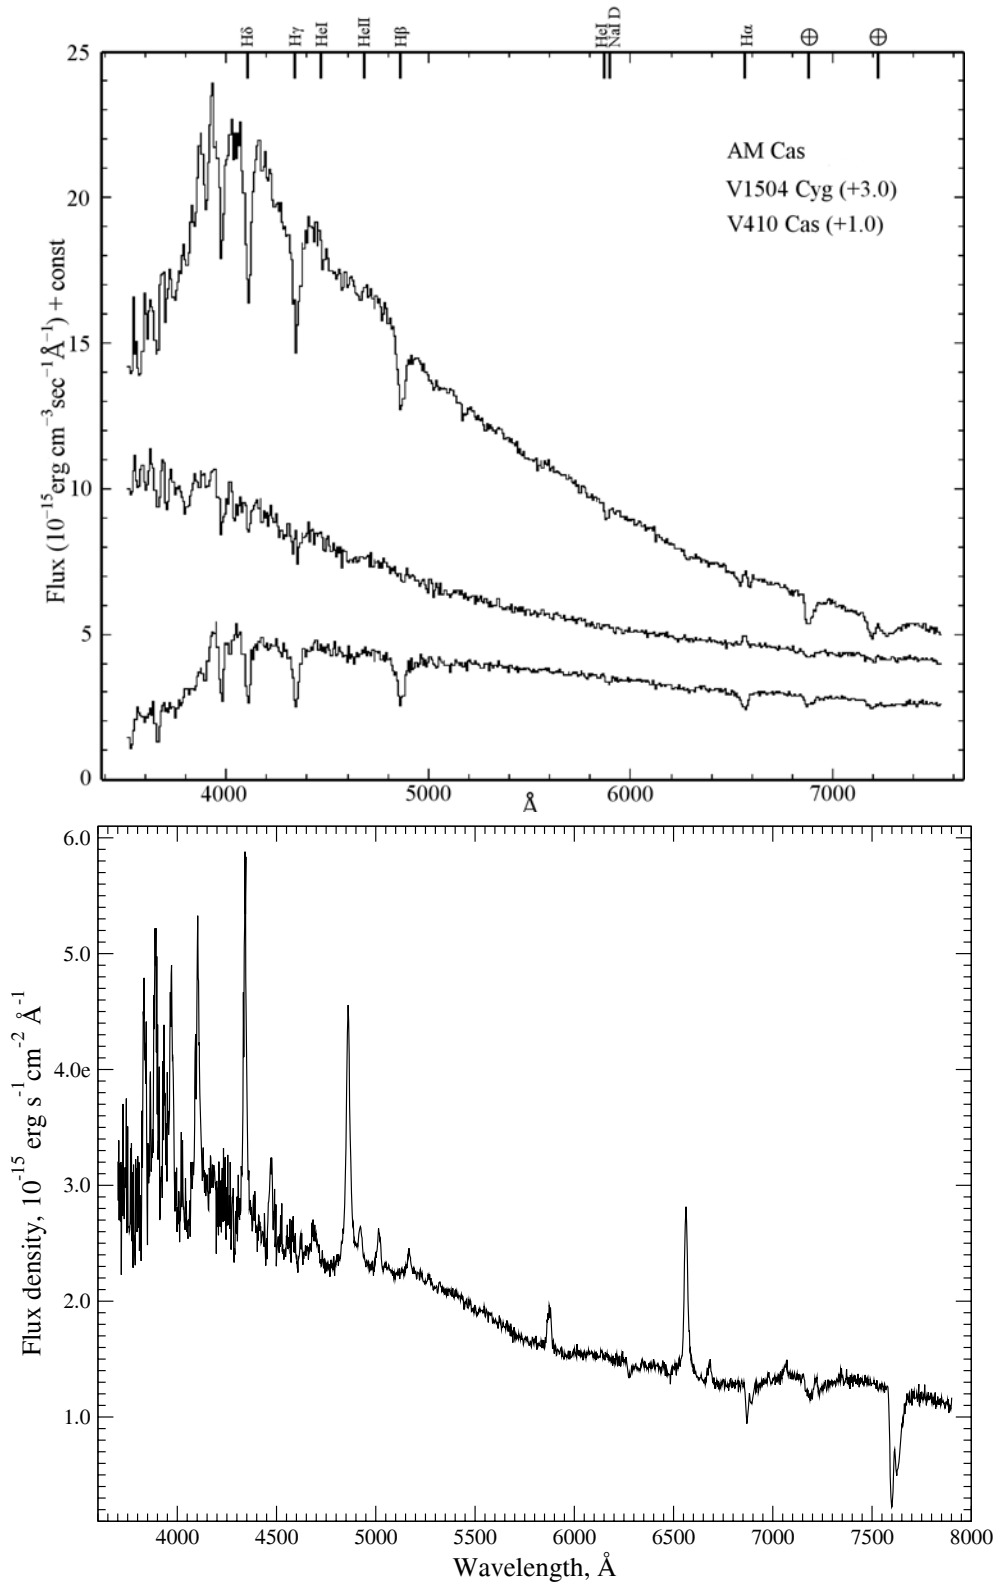 Hδ Hγ HeI HeII Hβ HeI NaI D Hα ⊕ ⊕
25
AM Cas
V1504 Cyg (+3.0)
V410 Cas (+1.0)
20
15
10
5
0
Flux (10⁻¹⁵erg cm⁻³sec⁻¹Å⁻¹) + const
4000 5000 6000 7000
Å
6.0
5.0
4.0e
3.0
2.0
1.0
Flux density, 10⁻¹⁵ erg s⁻¹cm⁻² Å⁻¹
4000 4500 5000 5500 6000 6500 7000 7500 8000
Wavelength, Å